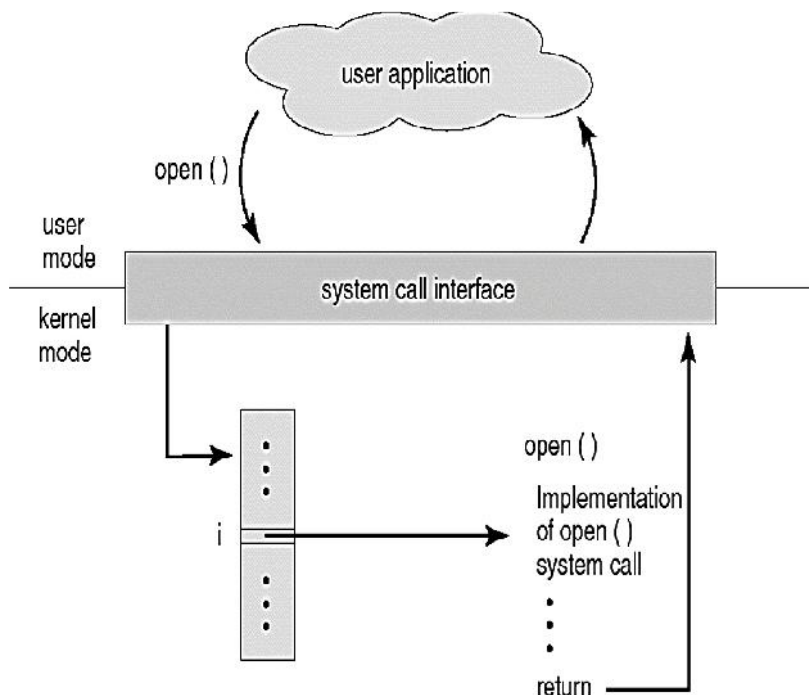 user application
open ( )
user
mode
system call interface
kernel
mode
open ( )
Implementation
of open ( )
system call
i
return